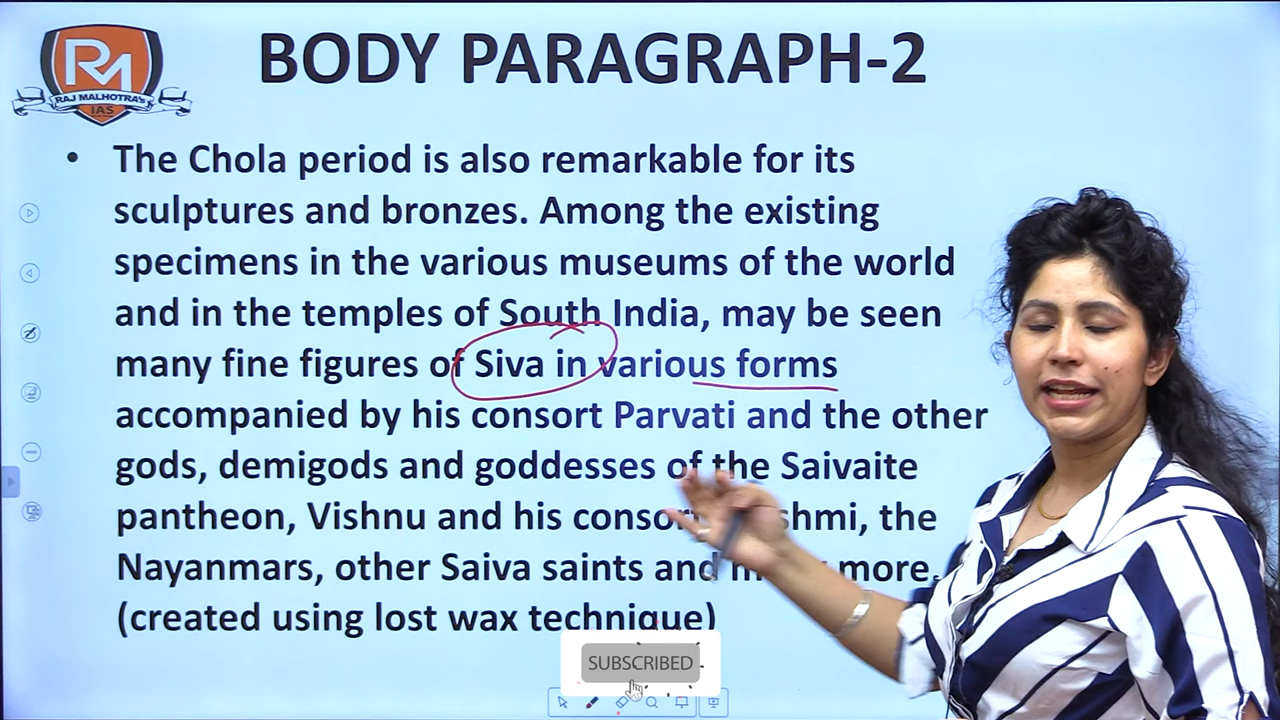 RM
RAJ MALHOTRA's
IAS
BODY PARAGRAPH-2
• The Chola period is also remarkable for its
sculptures and bronzes. Among the existing
specimens in the various museums of the world
and in the temples of South India, may be seen
many fine figures of Siva in various forms
accompanied by his consort Parvati and the other
gods, demigods and goddesses of the Saivaite
pantheon, Vishnu and his consort the
Nayanmars, other Saiva saints and more.
(created using lost wax technique)
SUBSCRIBED